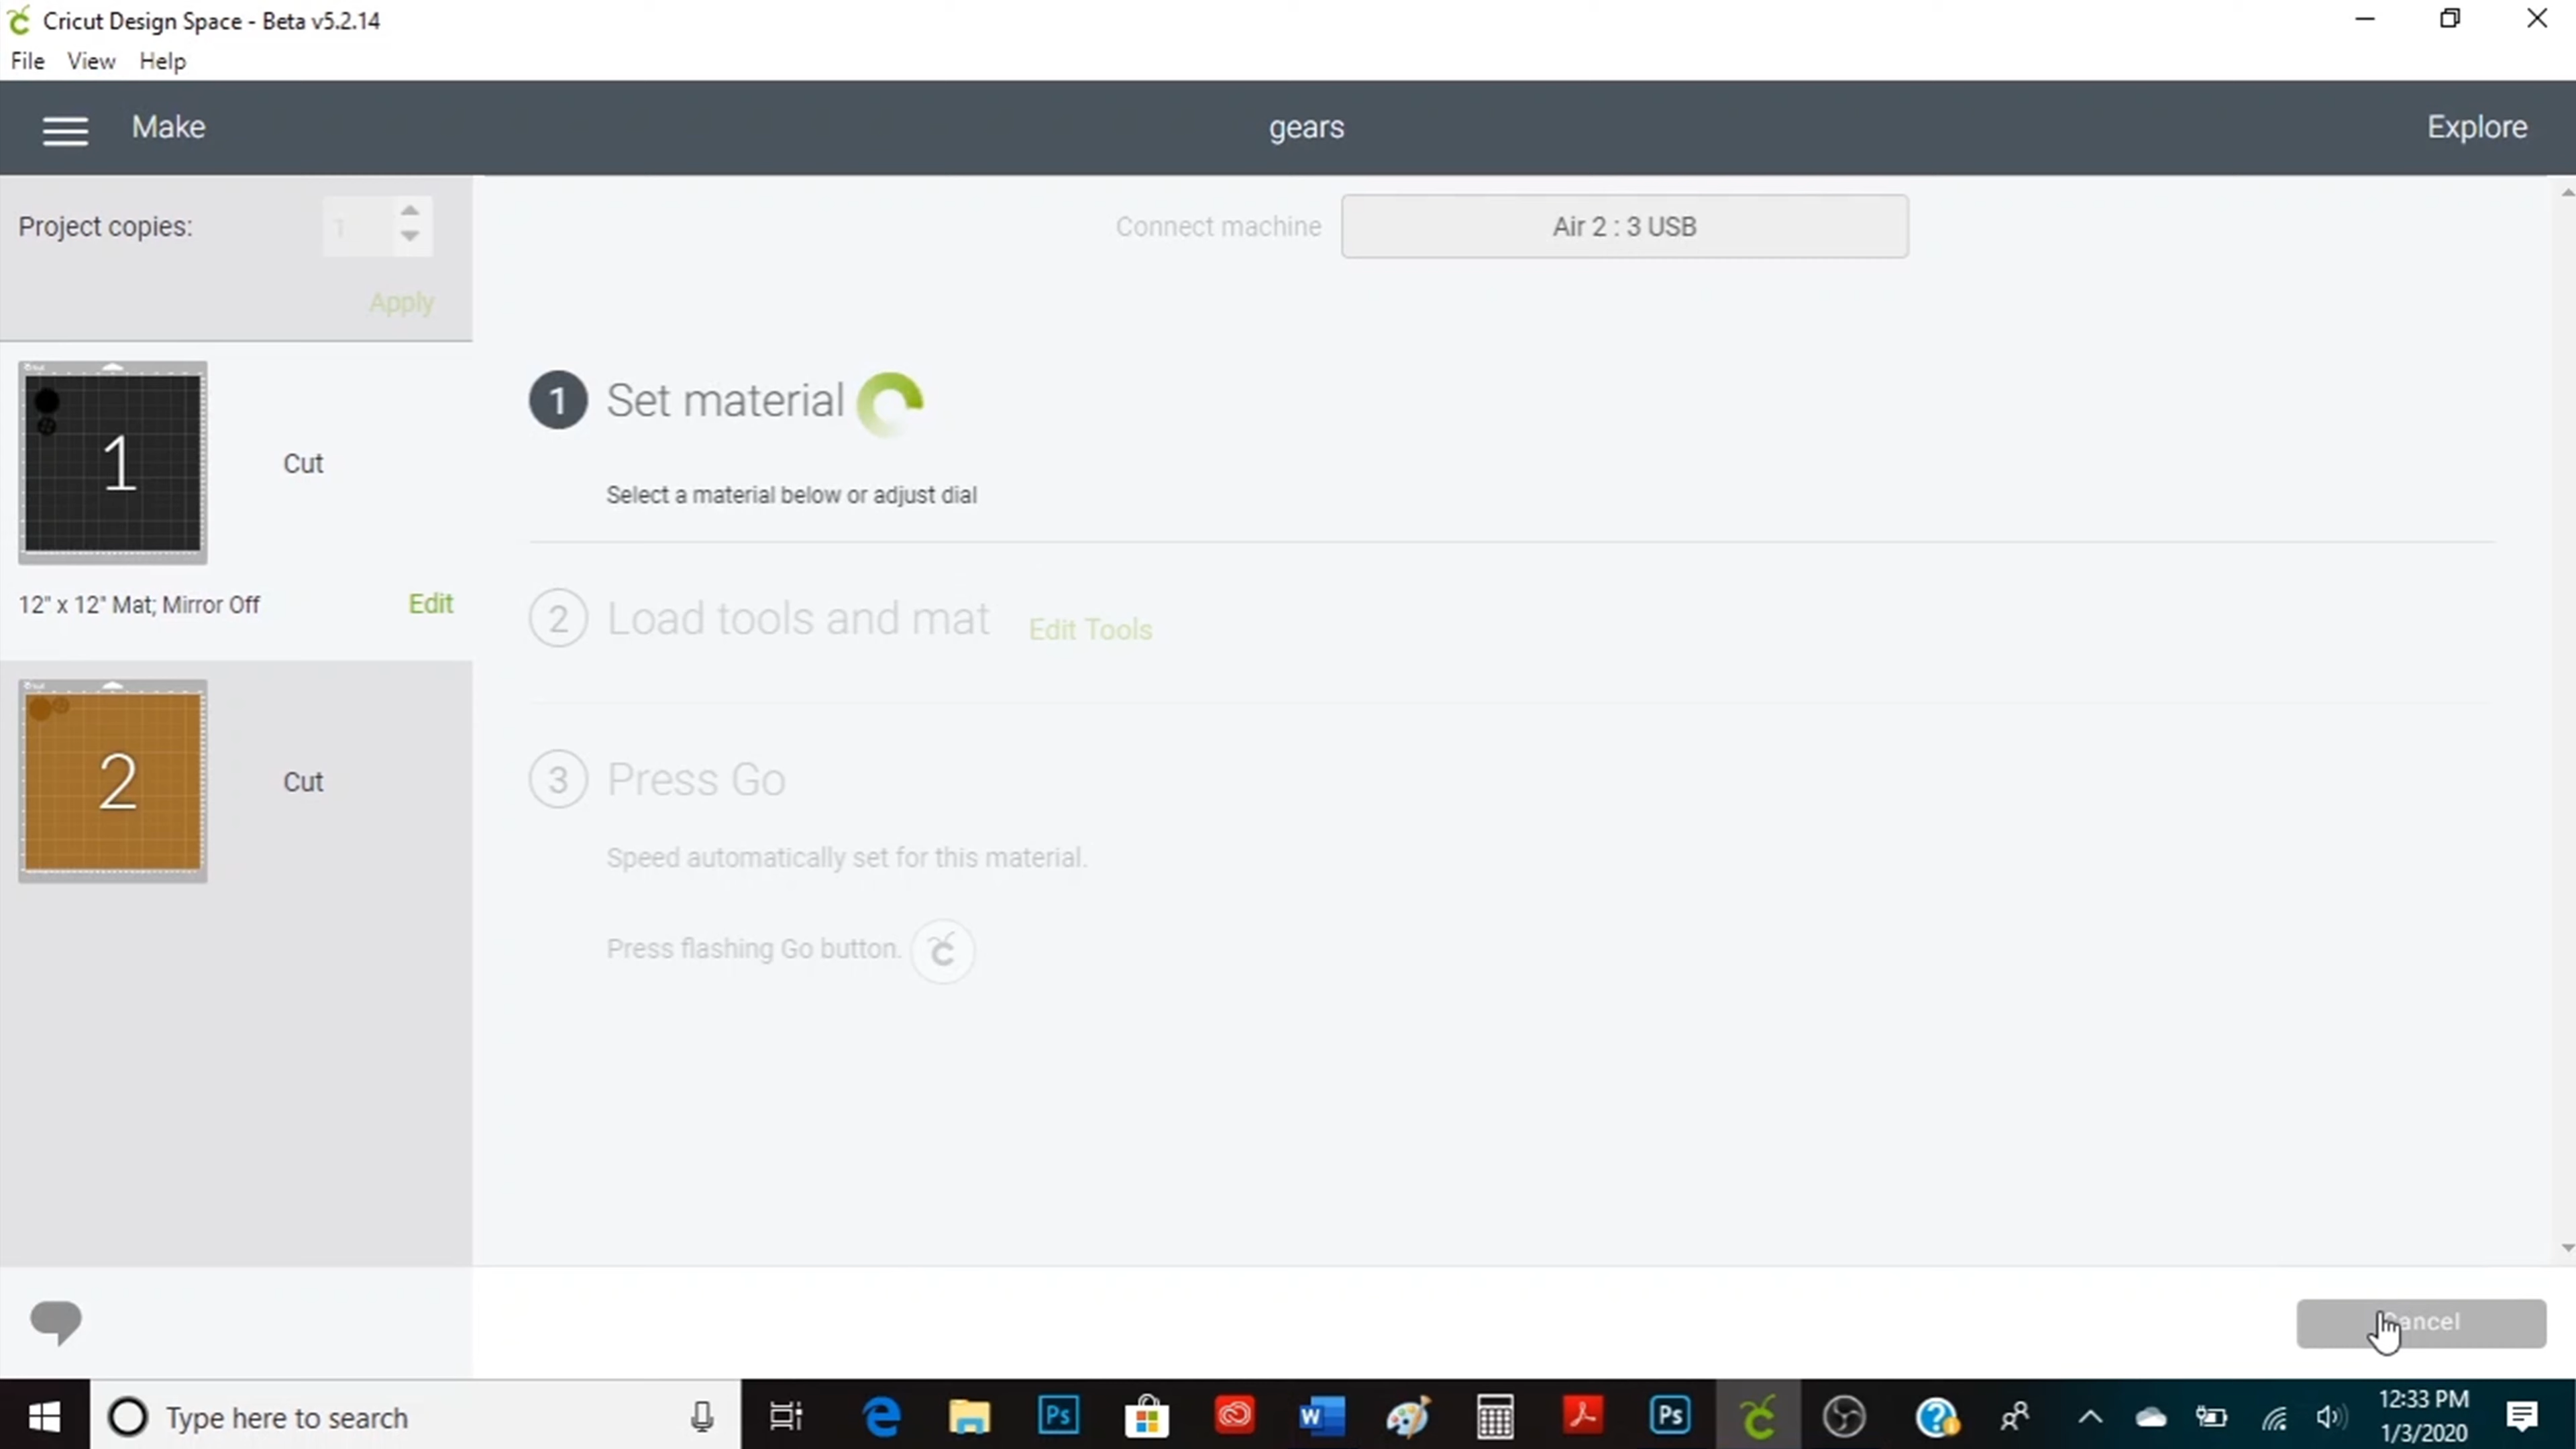 Cricut Design Space - Beta v5.2.14
File View Help
Make
gears
Explore
Project copies:
1
Apply
Connect machine
Air 2 : 3 USB
1
Cut
12" x 12" Mat; Mirror Off
Edit
2
Cut
1 Set material
Select a material below or adjust dial
2 Load tools and mat
Edit Tools
3 Press Go
Speed automatically set for this material.
Press flashing Go button.
Cancel
Type here to search
12:33 PM
1/3/2020